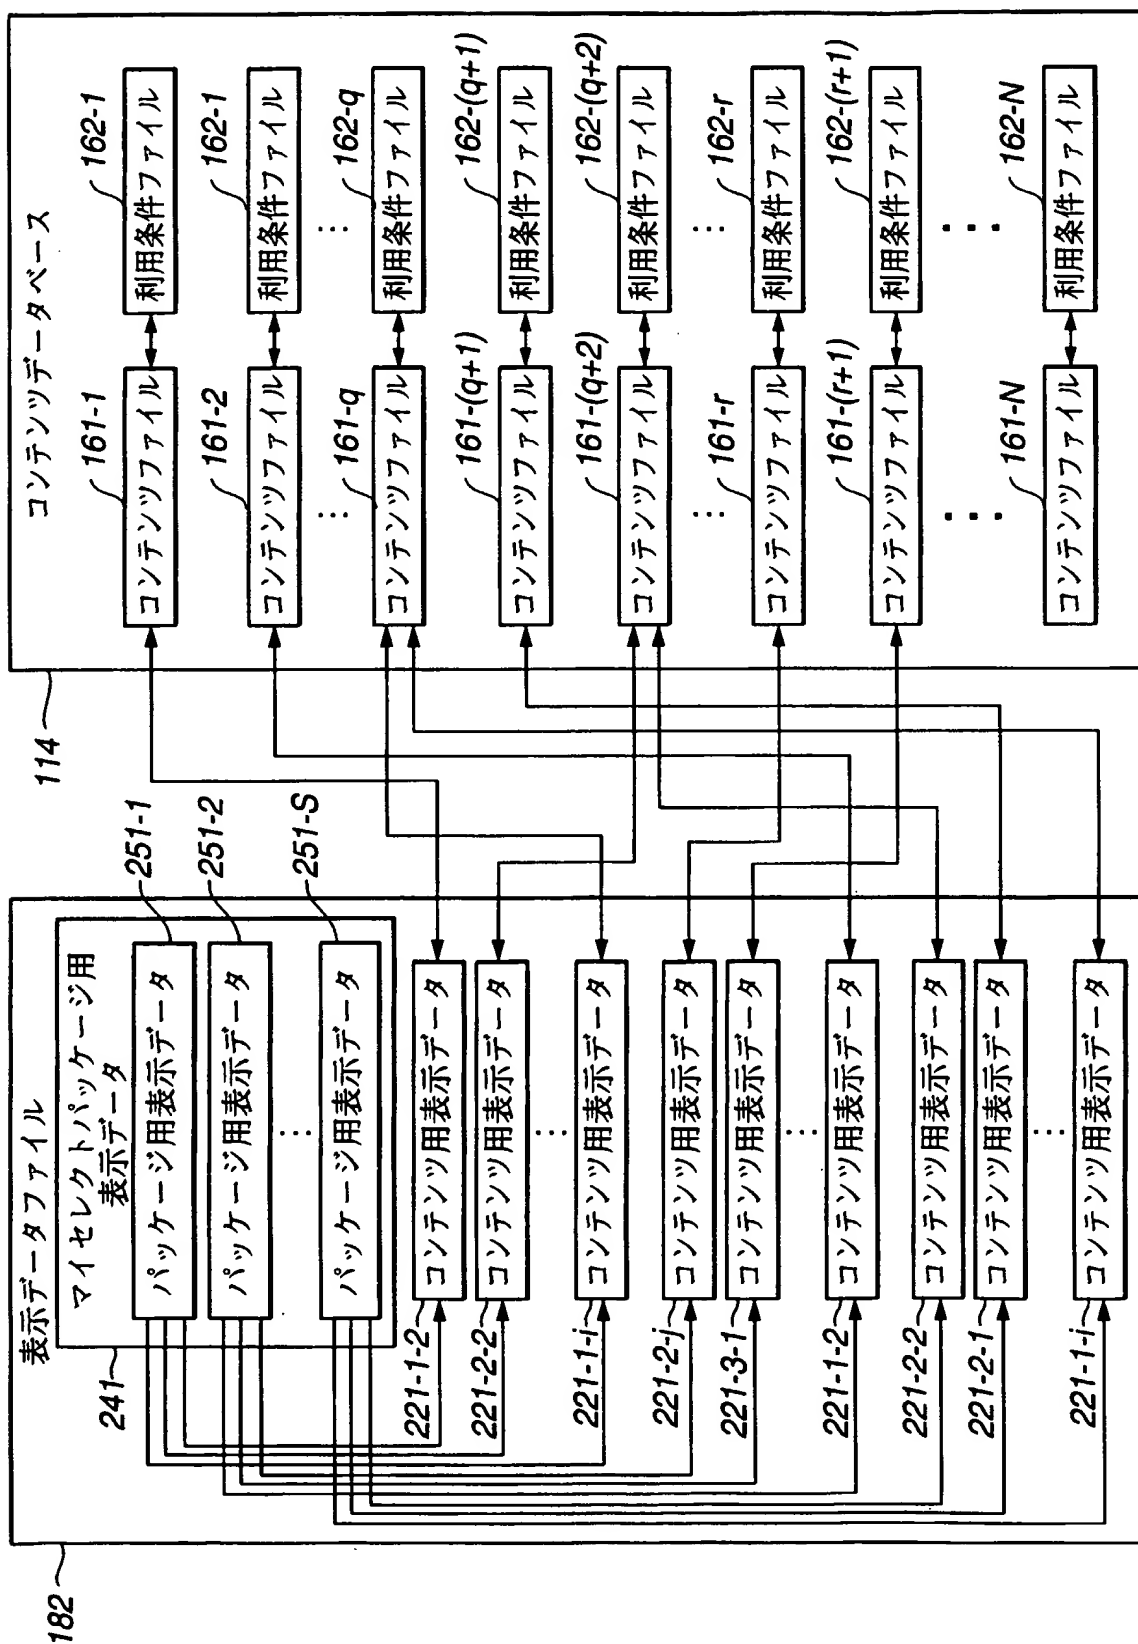 182
表示データファイル
241
マイセレクトパッケージ用
表示データ
パッケージ用表示データ
251-1
パッケージ用表示データ
251-2
…
パッケージ用表示データ
251-S
221-1-2
コンテンツ用表示データ
221-2-2
コンテンツ用表示データ
…
221-1-i
コンテンツ用表示データ
221-2-j
コンテンツ用表示データ
221-3-1
コンテンツ用表示データ
…
221-1-2
コンテンツ用表示データ
221-2-2
コンテンツ用表示データ
221-2-1
コンテンツ用表示データ
…
221-1-i
コンテンツ用表示データ
114
コンテンツデータベース
161-1
コンテンツファイル
162-1
利用条件ファイル
161-2
コンテンツファイル
162-1
利用条件ファイル
… …
161-q
コンテンツファイル
162-q
利用条件ファイル
161-(q+1)
コンテンツファイル
162-(q+1)
利用条件ファイル
161-(q+2)
コンテンツファイル
162-(q+2)
利用条件ファイル
… …
161-r
コンテンツファイル
162-r
利用条件ファイル
161-(r+1)
コンテンツファイル
162-(r+1)
利用条件ファイル
… …
161-N
コンテンツファイル
162-N
利用条件ファイル